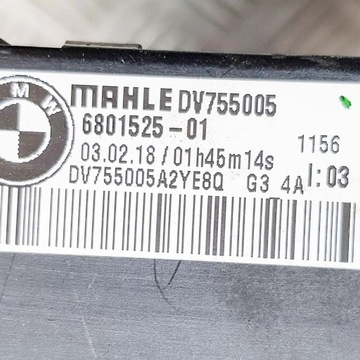 BMW
MAHLE DV755005
6801525-01
1156
03.02.18 / 01h45m14s
I:03
DV755005A2YE8Q G3 4A